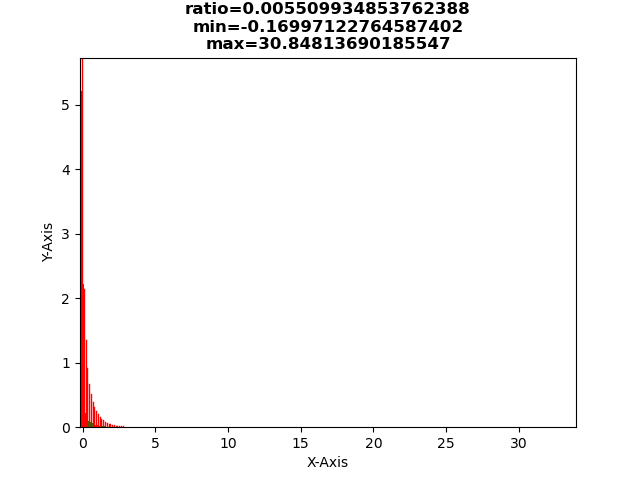 ratio=0.005509934853762388
min=-0.16997122764587402
max=30.84813690185547
5
4
3
2
1
0
Y-Axis
0 5 10 15 20 25 30
X-Axis